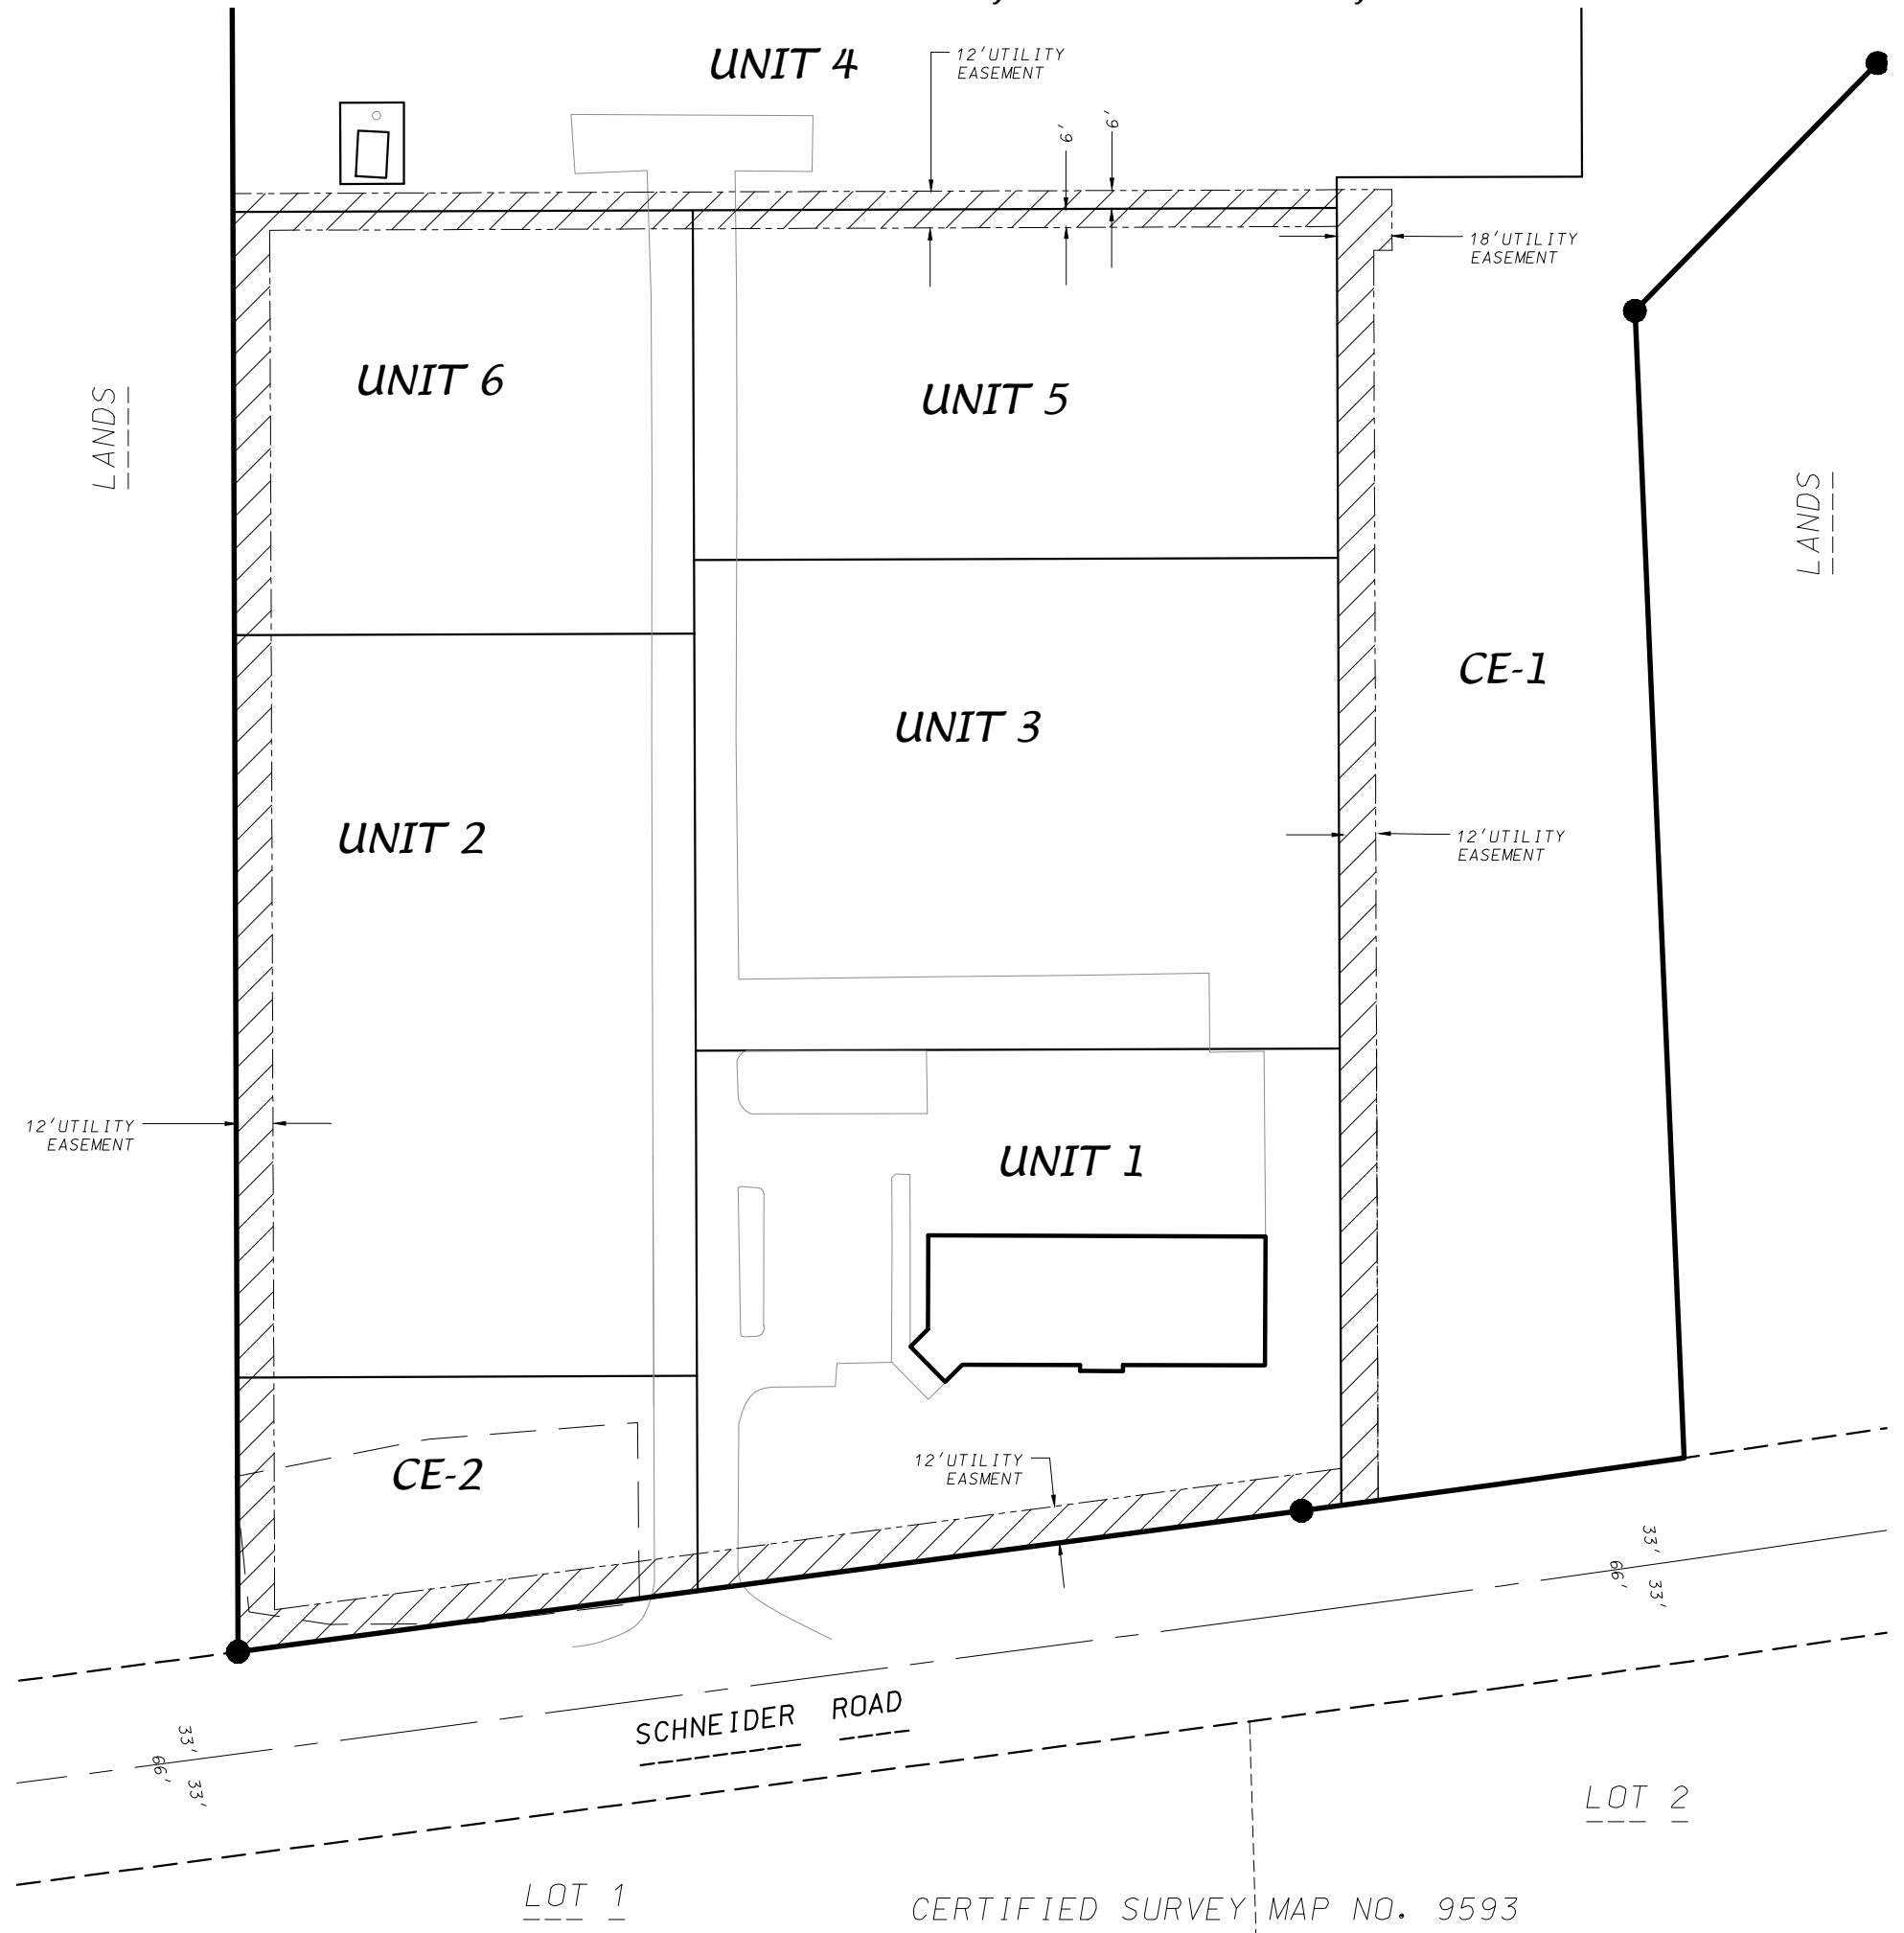 UNIT 4
12' UTILITY
EASEMENT
6'
6'
18' UTILITY
EASEMENT
UNIT 6
UNIT 5
LANDS
LANDS
CE-1
UNIT 3
UNIT 2
12' UTILITY
EASEMENT
12' UTILITY
EASEMENT
UNIT 1
12' UTILITY
EASMENT
CE-2
33'
66'
33'
SCHNEIDER ROAD
33'
66'
33'
LOT 2
LOT 1
CERTIFIED SURVEY MAP NO. 9593